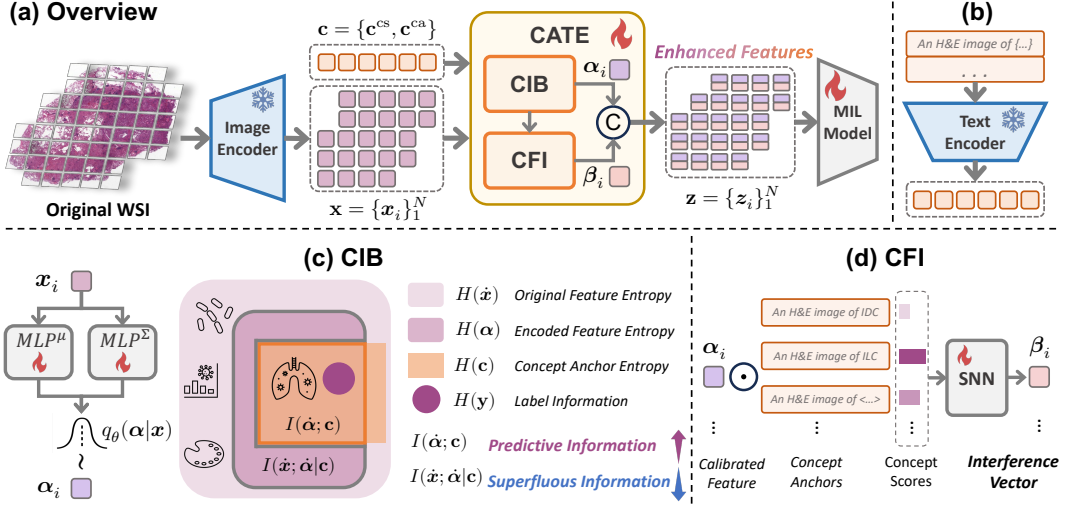 (a) Overview
Original WSI
Image
Encoder
c = {c^cs, c^ca}
x = {x_i}_1^N
CATE
CIB
CFI
α_i
C
β_i
Enhanced Features
z = {z_i}_1^N
MIL
Model
(b)
An H&E image of {...}
. . .
Text
Encoder
(c) CIB
x_i
MLP^μ
MLP^Σ
q_θ(α|x)
~
α_i
I(α̇; c)
I(ẋ; α̇|c)
H(ẋ) Original Feature Entropy
H(α) Encoded Feature Entropy
H(c) Concept Anchor Entropy
H(y) Label Information
I(α̇; c) Predictive Information
I(ẋ; α̇|c) Superfluous Information
(d) CFI
α_i
An H&E image of IDC
An H&E image of ILC
An H&E image of <...>
SNN
β_i
⋮ ⋮ ⋮ ⋮
Calibrated
Feature
Concept
Anchors
Concept
Scores
Interference
Vector